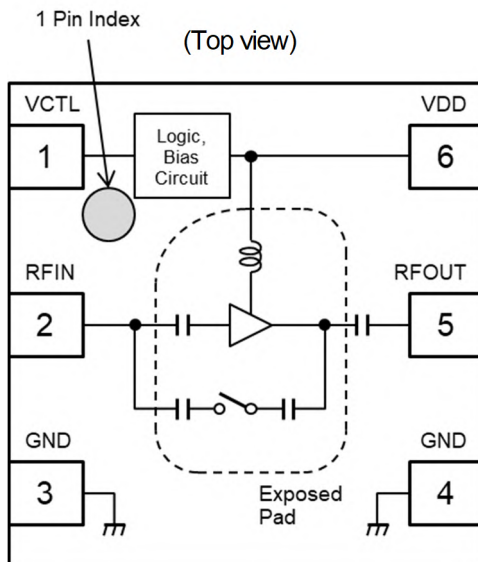 1 Pin Index
(Top view)
VCTL
VDD
1
Logic,
Bias
Circuit
6
RFIN
RFOUT
2
5
GND
GND
3
4
Exposed
Pad